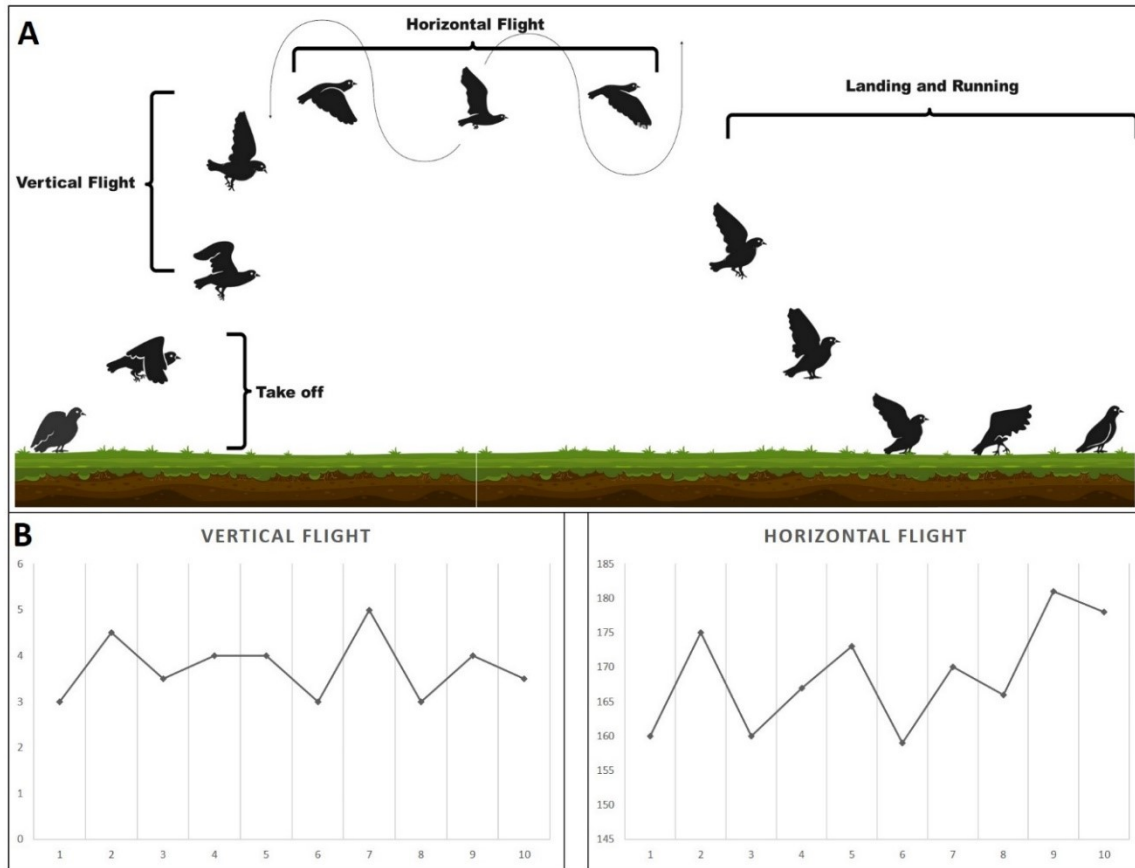 A
Horizontal Flight
Landing and Running
Vertical Flight
Take off
B
VERTICAL FLIGHT
6
5
4
3
2
1
0
1 2 3 4 5 6 7 8 9 10
HORIZONTAL FLIGHT
185
180
175
170
165
160
155
150
145
1 2 3 4 5 6 7 8 9 10